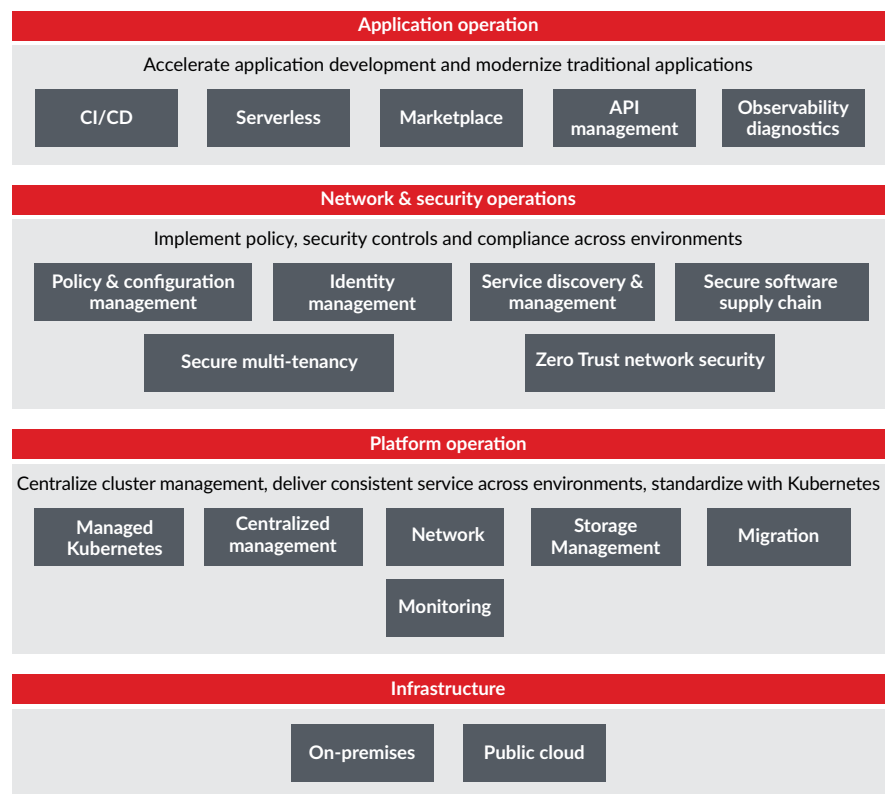 Application operation
Accelerate application development and modernize traditional applications
CI/CD
Serverless
Marketplace
API
management
Observability
diagnostics
Network & security operations
Implement policy, security controls and compliance across environments
Policy & configuration
management
Identity
management
Service discovery &
management
Secure software
supply chain
Secure multi-tenancy
Zero Trust network security
Platform operation
Centralize cluster management, deliver consistent service across environments, standardize with Kubernetes
Managed
Kubernetes
Centralized
management
Network
Storage
Management
Migration
Monitoring
Infrastructure
On-premises
Public cloud